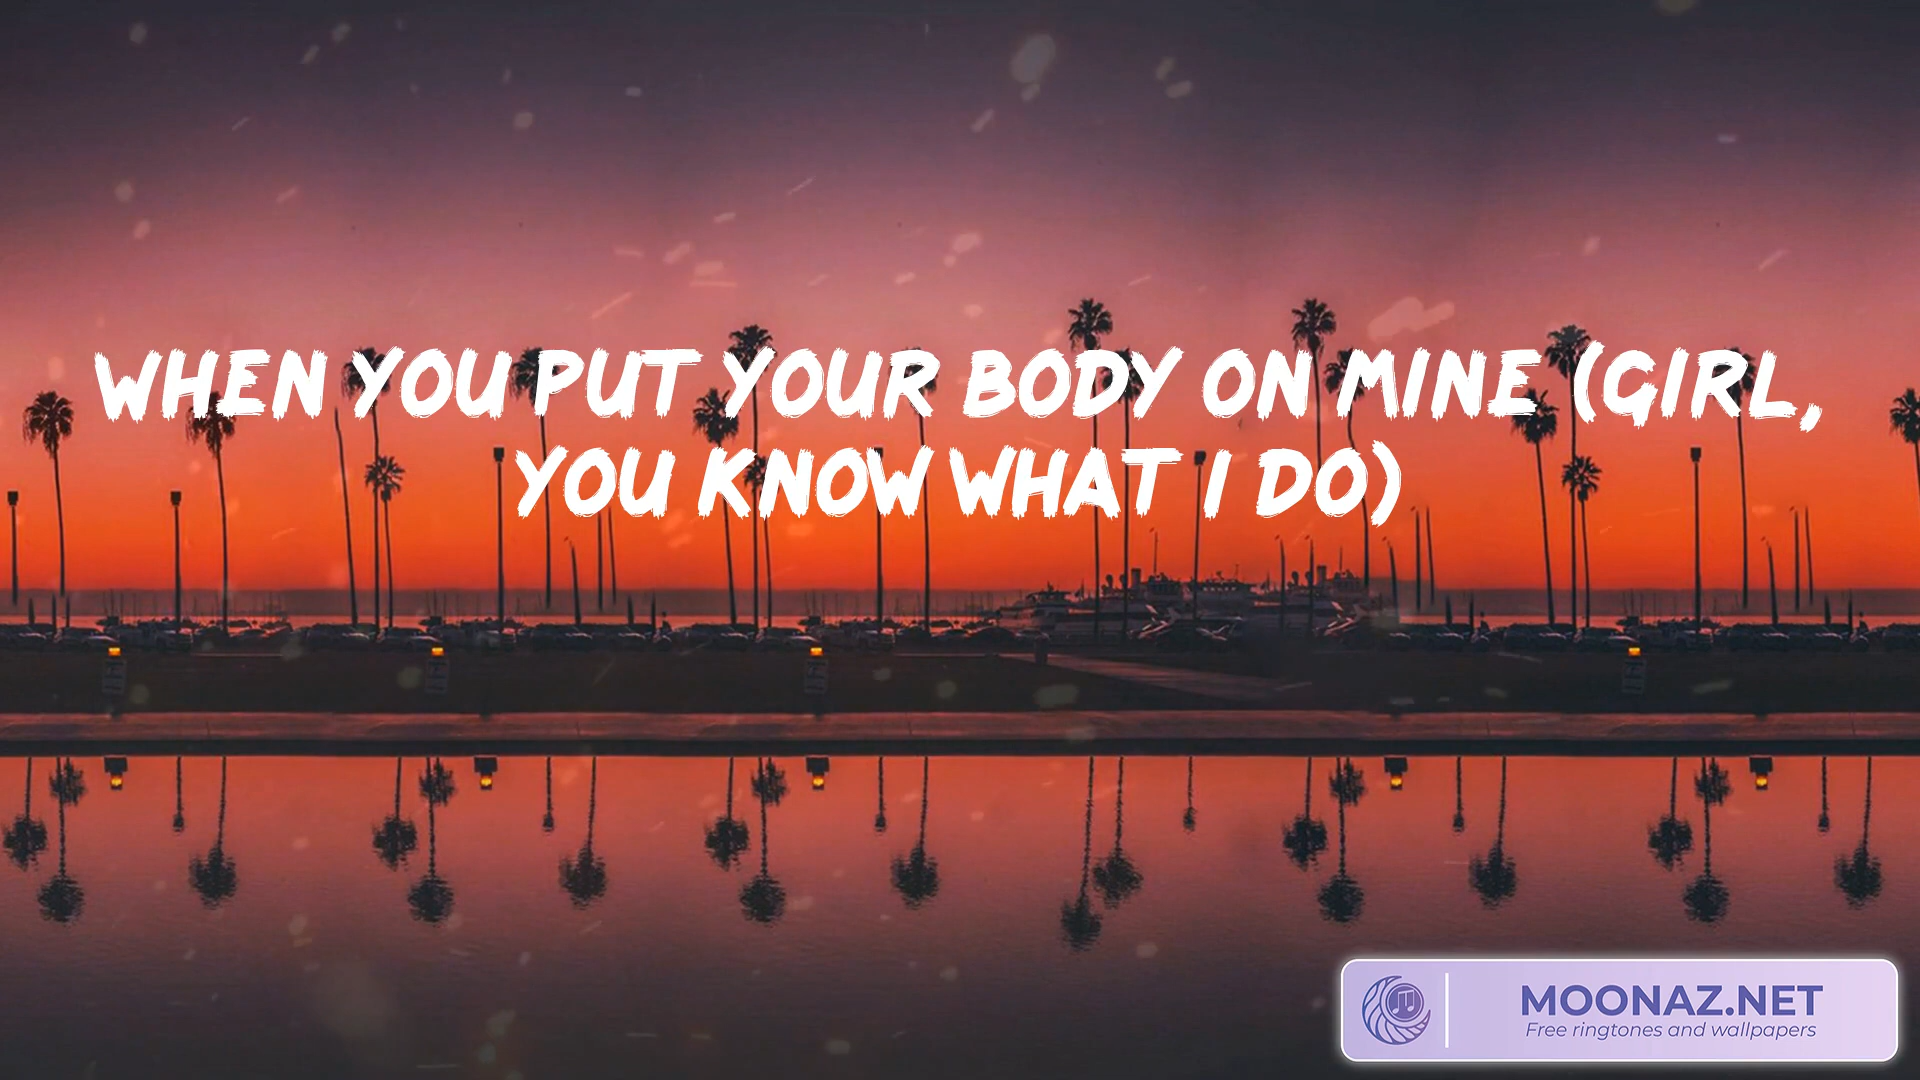 WHEN YOU PUT YOUR BODY ON MINE (GIRL,
YOU KNOW WHAT I DO)
MOONAZ.NET
Free ringtones and wallpapers